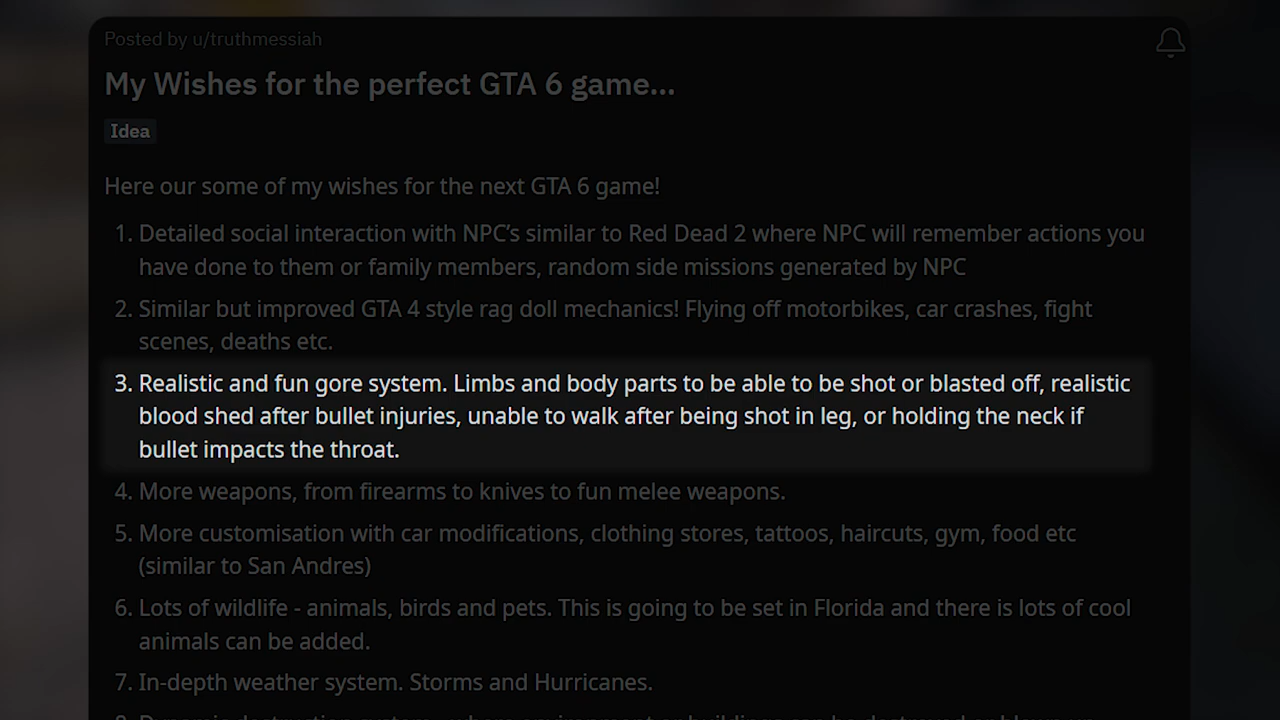 Posted by u/truthmessiah
My Wishes for the perfect GTA 6 game...
Idea
Here our some of my wishes for the next GTA 6 game!
1. Detailed social interaction with NPC’s similar to Red Dead 2 where NPC will remember actions you
have done to them or family members, random side missions generated by NPC
2. Similar but improved GTA 4 style rag doll mechanics! Flying off motorbikes, car crashes, fight
scenes, deaths etc.
3. Realistic and fun gore system. Limbs and body parts to be able to be shot or blasted off, realistic
blood shed after bullet injuries, unable to walk after being shot in leg, or holding the neck if
bullet impacts the throat.
4. More weapons, from firearms to knives to fun melee weapons.
5. More customisation with car modifications, clothing stores, tattoos, haircuts, gym, food etc
(similar to San Andres)
6. Lots of wildlife - animals, birds and pets. This is going to be set in Florida and there is lots of cool
animals can be added.
7. In-depth weather system. Storms and Hurricanes.